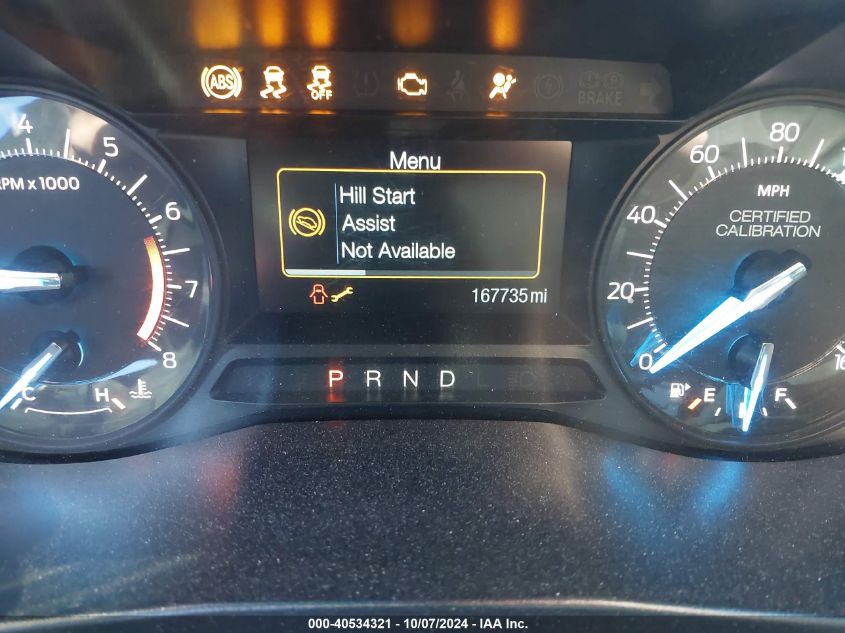 ABS
OFF
BRAKE
4
5
6
7
8
RPM x 1000
C
H
Menu
Hill Start
Assist
Not Available
167735 mi
P R N D
0
20
40
60
80
MPH
CERTIFIED
CALIBRATION
E
F
000-40534321 - 10/07/2024 - IAA Inc.